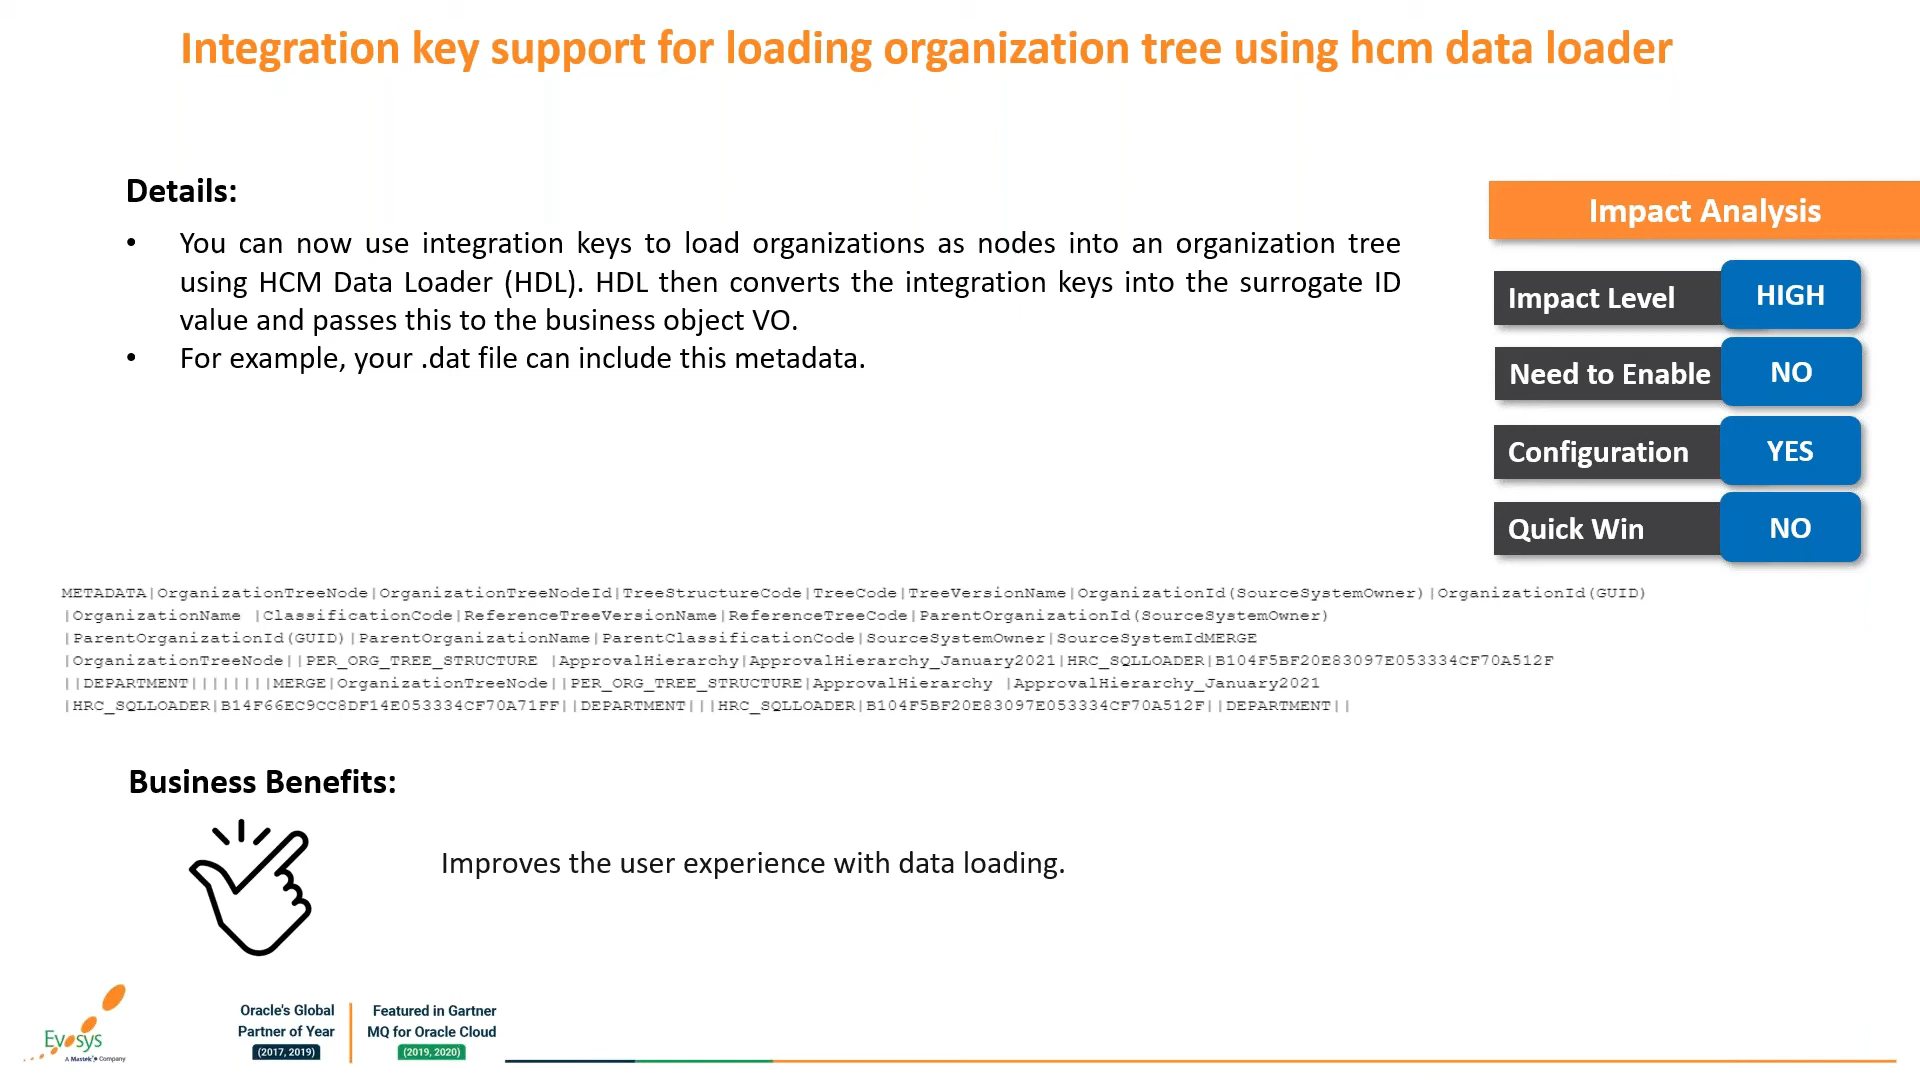 Integration key support for loading organization tree using hcm data loader
Details:
• You can now use integration keys to load organizations as nodes into an organization tree
using HCM Data Loader (HDL). HDL then converts the integration keys into the surrogate ID
value and passes this to the business object VO.
• For example, your .dat file can include this metadata.
Impact Analysis
Impact Level HIGH
Need to Enable NO
Configuration YES
Quick Win NO
METADATA|OrganizationTreeNode|OrganizationTreeNodeId|TreeStructureCode|TreeCode|TreeVersionName|OrganizationId(SourceSystemOwner)|OrganizationId(GUID)
|OrganizationName |ClassificationCode|ReferenceTreeVersionName|ReferenceTreeCode|ParentOrganizationId(SourceSystemOwner)
|ParentOrganizationId(GUID)|ParentOrganizationName|ParentClassificationCode|SourceSystemOwner|SourceSystemIdMERGE
|OrganizationTreeNode||PER_ORG_TREE_STRUCTURE |ApprovalHierarchy|ApprovalHierarchy_January2021|HRC_SQLLOADER|B104F5BF20E83097E053334CF70A512F
||DEPARTMENT||||||||MERGE|OrganizationTreeNode||PER_ORG_TREE_STRUCTURE|ApprovalHierarchy |ApprovalHierarchy_January2021
|HRC_SQLLOADER|B14F66EC9CC8DF14E053334CF70A71FF||DEPARTMENT|||HRC_SQLLOADER|B104F5BF20E83097E053334CF70A512F||DEPARTMENT||
Business Benefits:
Improves the user experience with data loading.
Evosys
A Mastek Company
Oracle's Global
Partner of Year
(2017, 2019)
Featured in Gartner
MQ for Oracle Cloud
(2019, 2020)